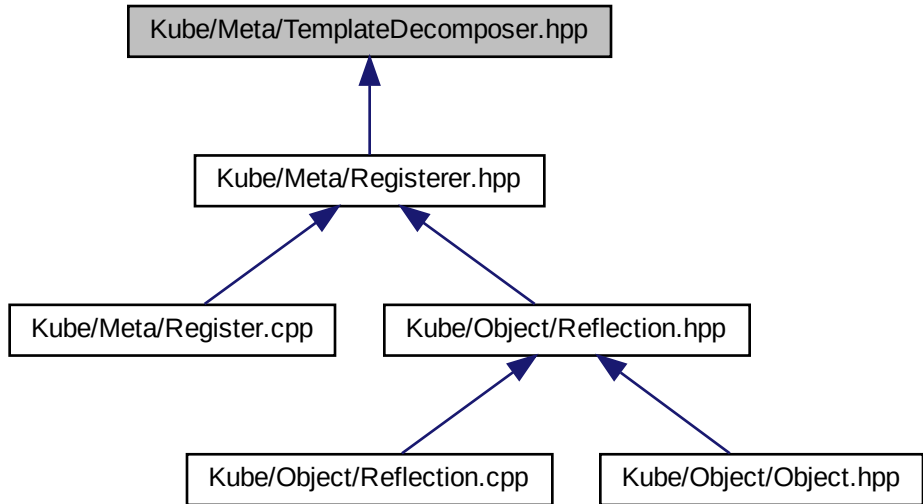 Kube/Meta/TemplateDecomposer.hpp
Kube/Meta/Registerer.hpp
Kube/Meta/Register.cpp
Kube/Object/Reflection.hpp
Kube/Object/Reflection.cpp
Kube/Object/Object.hpp